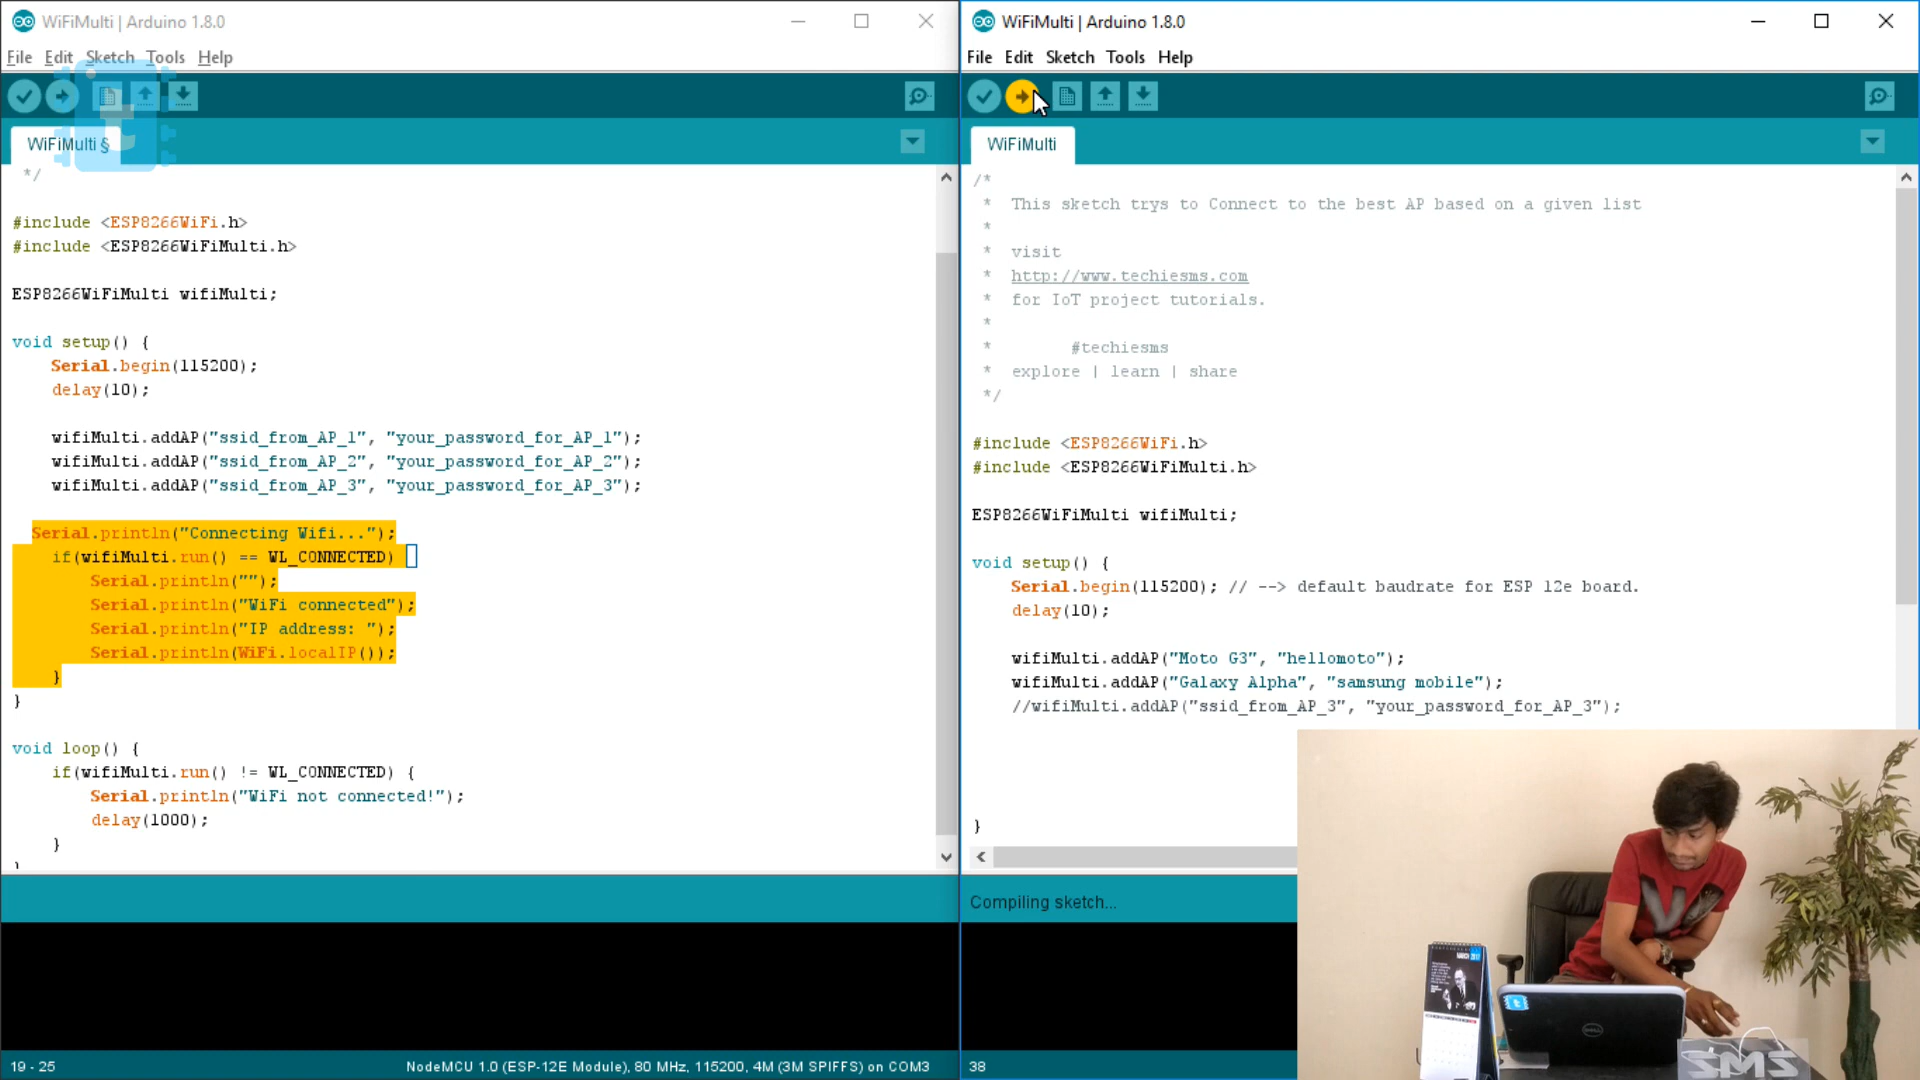 WiFiMulti | Arduino 1.8.0
File Edit Sketch Tools Help
WiFiMulti §
*/
#include <ESP8266WiFi.h>
#include <ESP8266WiFiMulti.h>
ESP8266WiFiMulti wifiMulti;
void setup() {
Serial.begin(115200);
delay(10);
wifiMulti.addAP("ssid_from_AP_1", "your_password_for_AP_1");
wifiMulti.addAP("ssid_from_AP_2", "your_password_for_AP_2");
wifiMulti.addAP("ssid_from_AP_3", "your_password_for_AP_3");
Serial.println("Connecting Wifi...");
if(wifiMulti.run() == WL_CONNECTED)
Serial.println("");
Serial.println("WiFi connected");
Serial.println("IP address: ");
Serial.println(WiFi.localIP());
}
}
void loop() {
if(wifiMulti.run() != WL_CONNECTED) {
Serial.println("WiFi not connected!");
delay(1000);
}
19 - 25
NodeMCU 1.0 (ESP-12E Module), 80 MHz, 115200, 4M (3M SPIFFS) on COM3
WiFiMulti | Arduino 1.8.0
File Edit Sketch Tools Help
WiFiMulti
/*
* This sketch trys to Connect to the best AP based on a given list
*
* visit
* http://www.techiesms.com
* for IoT project tutorials.
*
* #techiesms
* explore | learn | share
*/
#include <ESP8266WiFi.h>
#include <ESP8266WiFiMulti.h>
ESP8266WiFiMulti wifiMulti;
void setup() {
Serial.begin(115200); // --> default baudrate for ESP 12e board.
delay(10);
wifiMulti.addAP("Moto G3", "hellomoto");
wifiMulti.addAP("Galaxy Alpha", "samsung mobile");
//wifiMulti.addAP("ssid_from_AP_3", "your_password_for_AP_3");
}
Compiling sketch...
38
MARCH 2017
DELL
SMS